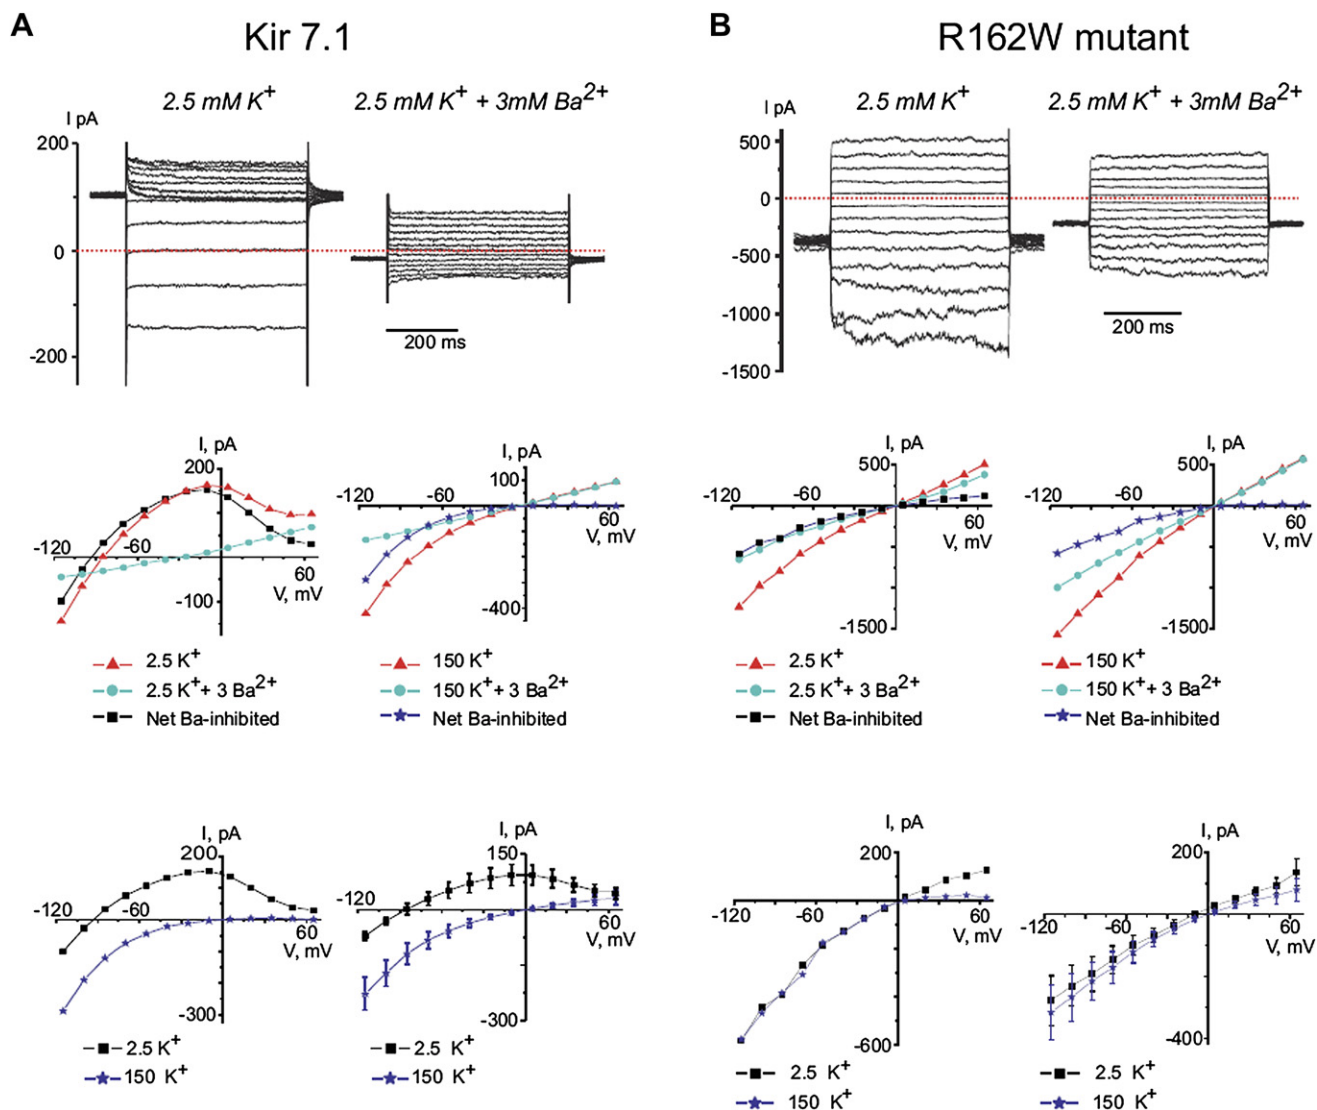 A
Kir 7.1
2.5 mM K+
2.5 mM K+ + 3mM Ba2+
I pA
200
0
-200
200 ms
B
R162W mutant
2.5 mM K+
2.5 mM K+ + 3mM Ba2+
I pA
500
0
-500
-1000
-1500
200 ms
I, pA
200
-120
-60
60
V, mV
-100
2.5 K+
2.5 K+ + 3 Ba2+
Net Ba-inhibited
I, pA
100
-120
-60
60
V, mV
-400
150 K+
150 K+ + 3 Ba2+
Net Ba-inhibited
I, pA
500
-120
-60
60
V, mV
-1500
2.5 K+
2.5 K+ + 3 Ba2+
Net Ba-inhibited
I, pA
500
-120
-60
60
V, mV
-1500
150 K+
150 K+ + 3 Ba2+
Net Ba-inhibited
I, pA
200
-120
-60
60
V, mV
-300
2.5 K+
150 K+
I, pA
150
-120
-60
60
V, mV
-300
2.5 K+
150 K+
I, pA
200
-120
-60
60
V, mV
-600
2.5 K+
150 K+
I, pA
200
-120
-60
60
V, mV
-400
2.5 K+
150 K+